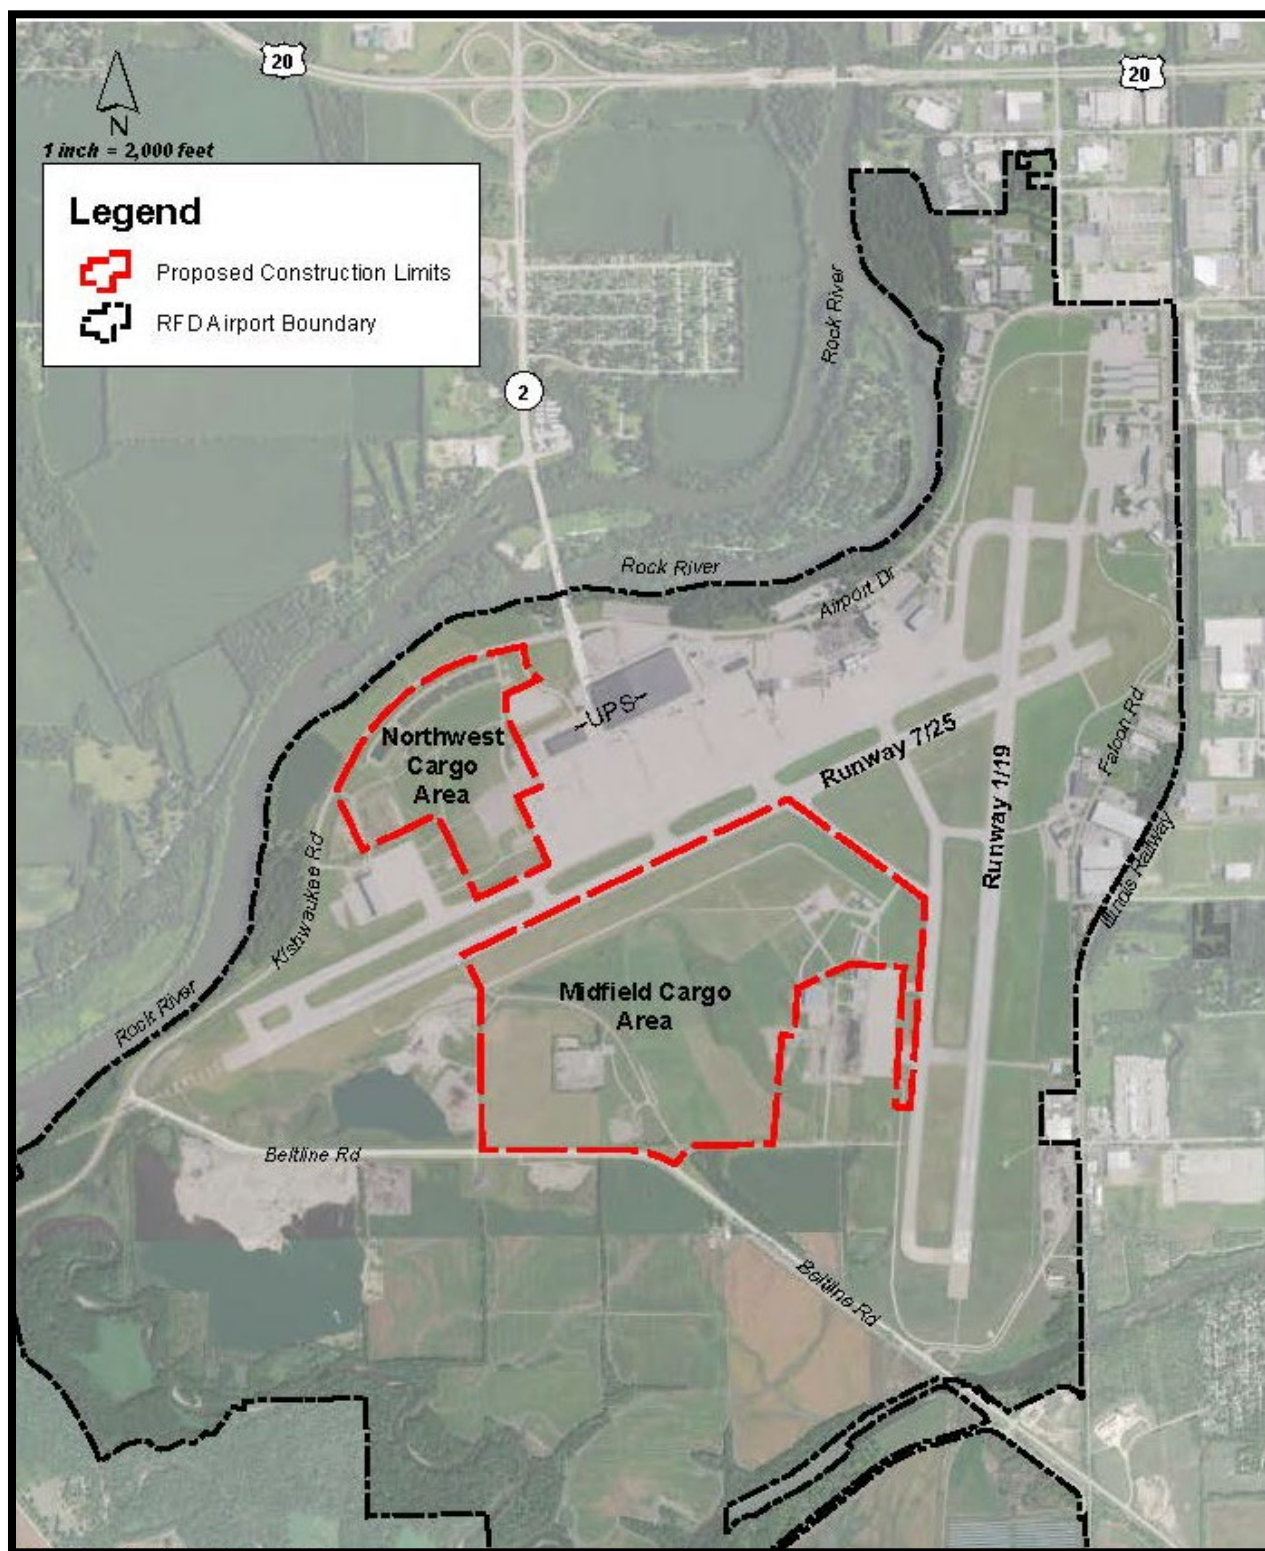 20
20
N
1 inch = 2,000 feet
Legend
Proposed Construction Limits
RFD Airport Boundary
Rock River
2
Rock River
Airport Dr
~UPS~
Northwest
Cargo
Area
Runway 7/25
Falcon Rd
Runway 1/19
Kishwaukee Rd
Illinois Railway
Midfield Cargo
Area
Rock River
Beltline Rd
Beltline Rd